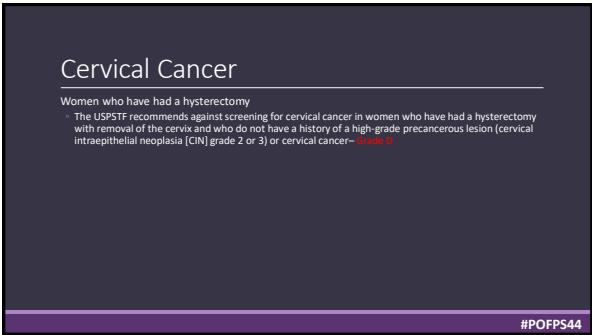 Cervical Cancer
Women who have had a hysterectomy
◦ The USPSTF recommends against screening for cervical cancer in women who have had a hysterectomy
with removal of the cervix and who do not have a history of a high-grade precancerous lesion (cervical
intraepithelial neoplasia [CIN] grade 2 or 3) or cervical cancer– Grade D
#POFPS44